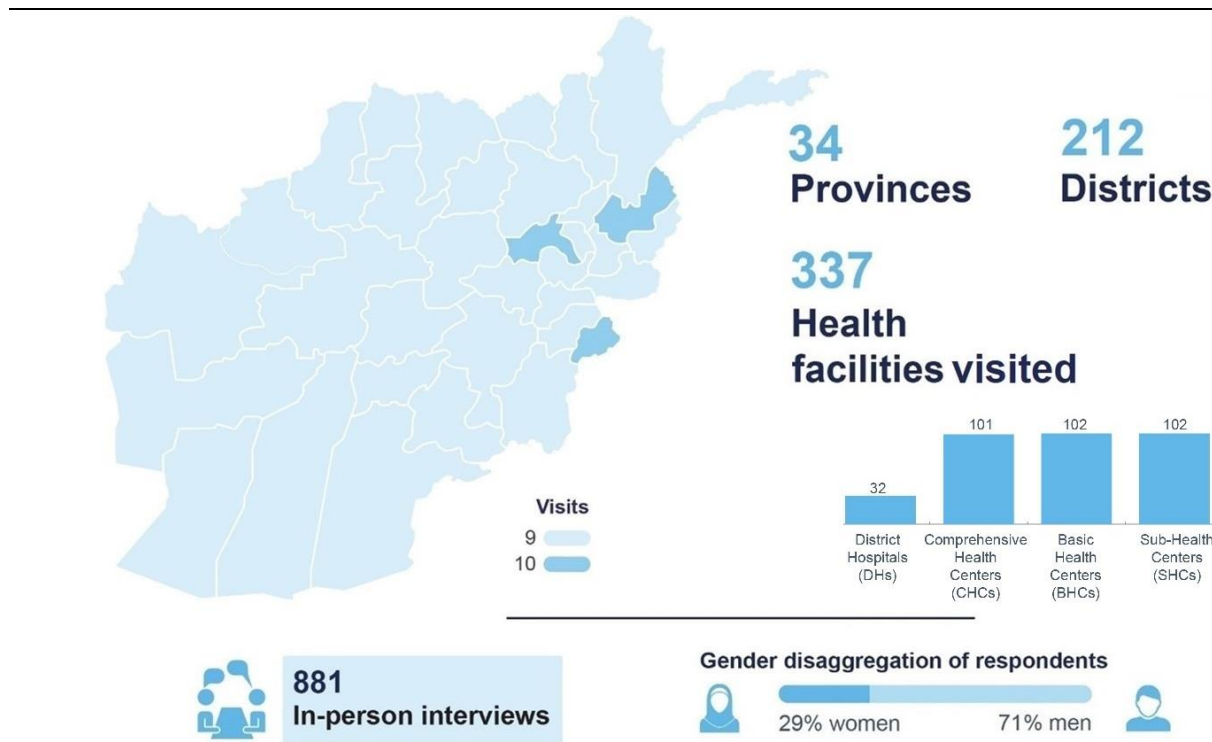 34
Provinces
212
Districts
337
Health
facilities visited
32
101
102
102
District
Hospitals
(DHs)
Comprehensive
Health
Centers
(CHCs)
Basic
Health
Centers
(BHCs)
Sub-Health
Centers
(SHCs)
Visits
9
10
881
In-person interviews
Gender disaggregation of respondents
29% women
71% men